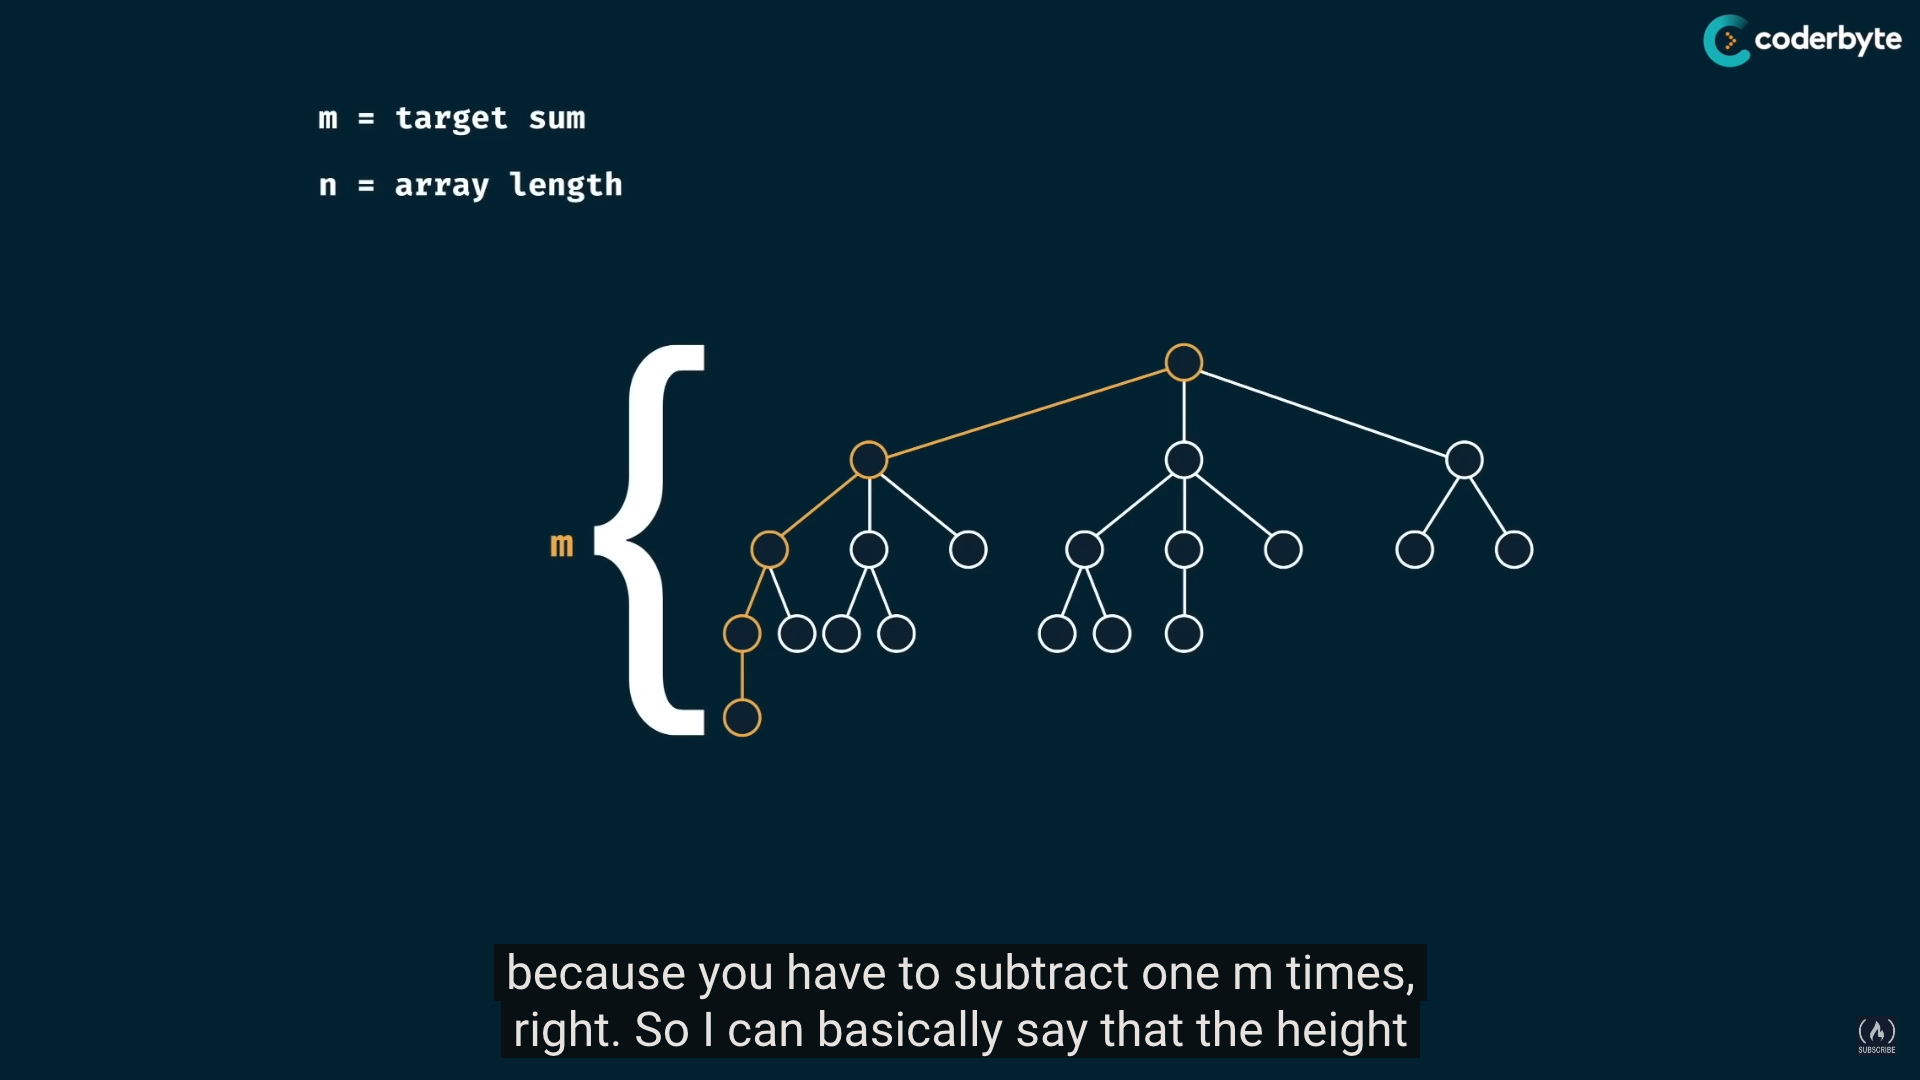 coderbyte
m = target sum
n = array length
m
because you have to subtract one m times,
right. So I can basically say that the height
SUBSCRIBE